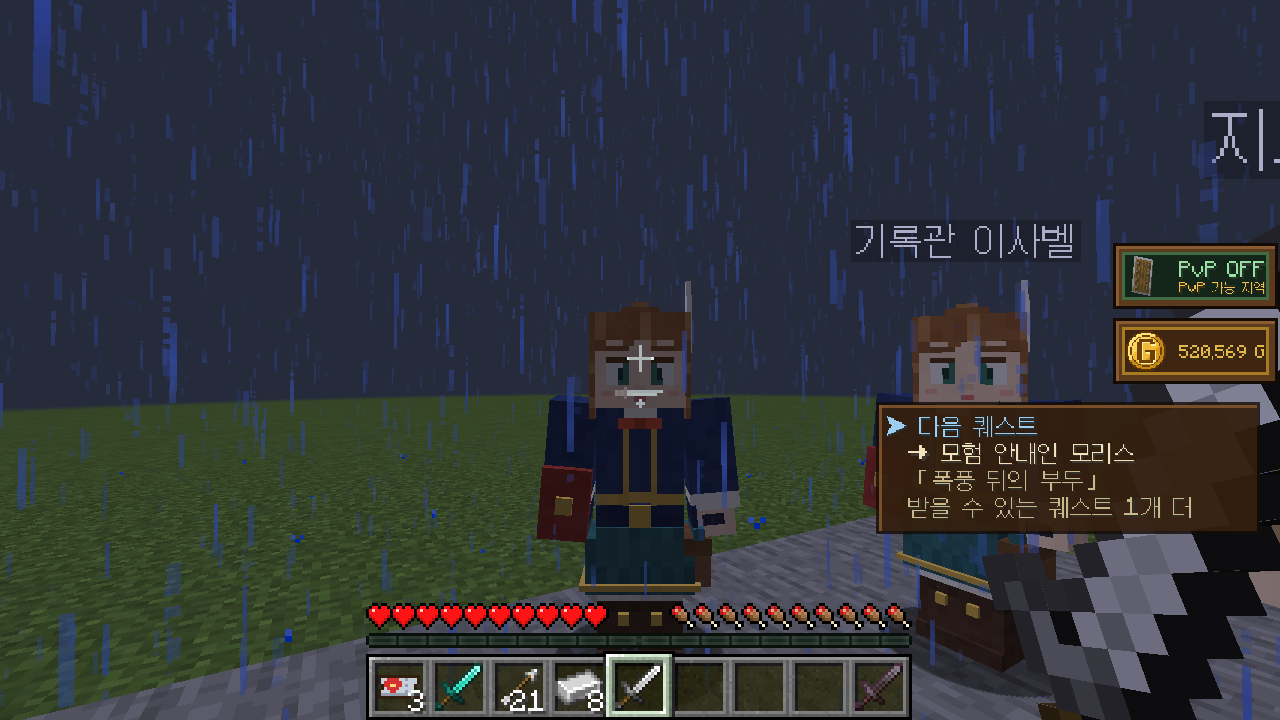 지
기록관 이사벨
PvP OFF
PvP 가능 지역
520,569 G
다음 퀘스트
→ 모험 안내인 모리스
「폭풍 뒤의 부두」
받을 수 있는 퀘스트 1개 더
3
21
8